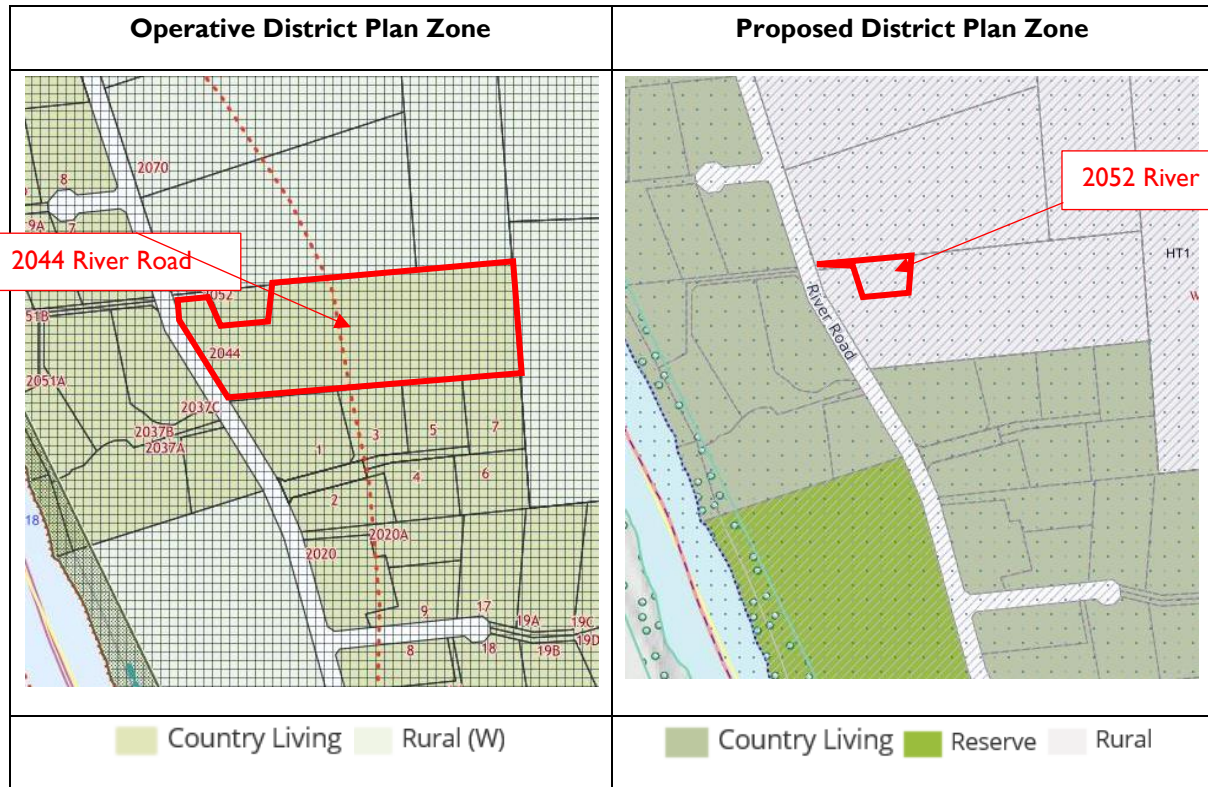 Operative District Plan Zone
Proposed District Plan Zone
2070
8
7
9A
2044 River Road
2052
51B
2044
2051A
2037C
2037B
2037A
1
3
5
7
2
4
6
18
2020
2020A
9
17
19A
19C
19D
8
18
19B
2052 River
HT1
W
River Road
Country Living
Rural (W)
Country Living
Reserve
Rural